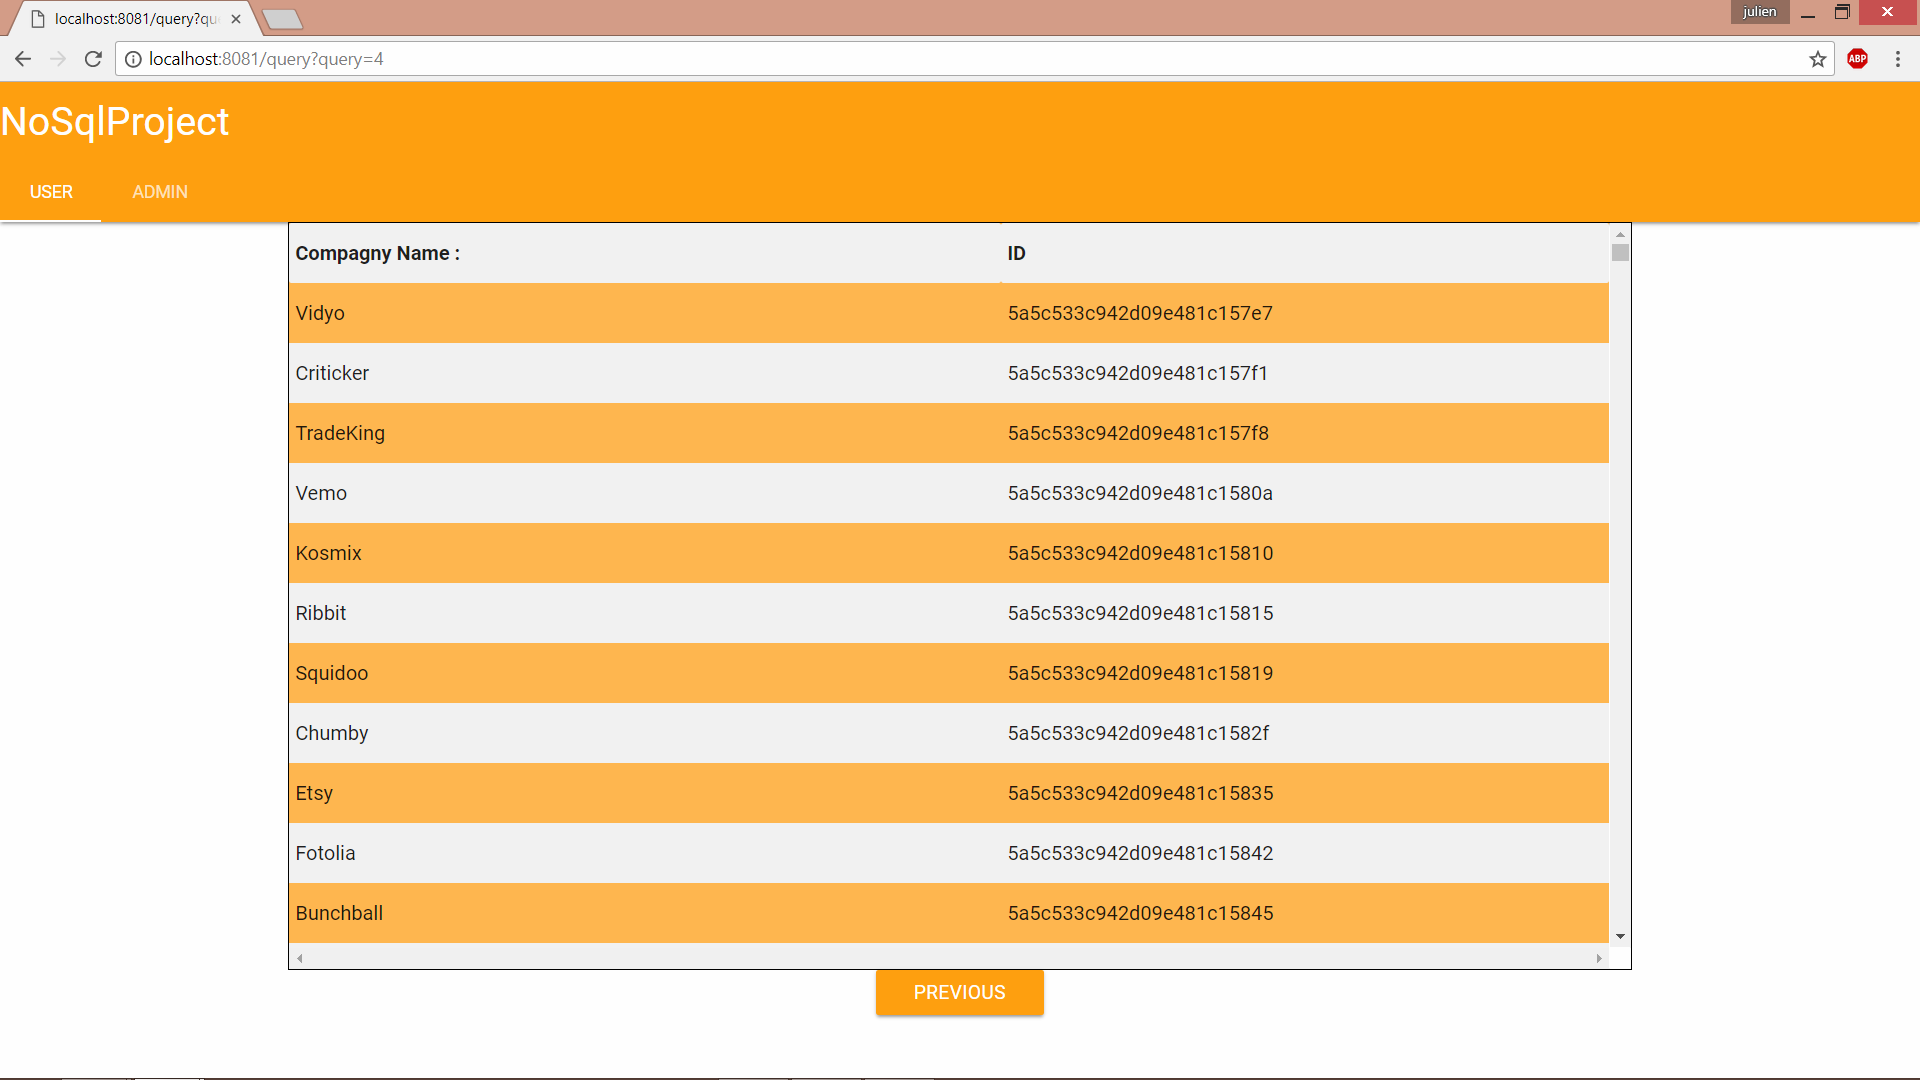 localhost:8081/query?qu
julien
localhost:8081/query?query=4
ABP
NoSqlProject
USER ADMIN
Compagny Name : ID
Vidyo 5a5c533c942d09e481c157e7
Criticker 5a5c533c942d09e481c157f1
TradeKing 5a5c533c942d09e481c157f8
Vemo 5a5c533c942d09e481c1580a
Kosmix 5a5c533c942d09e481c15810
Ribbit 5a5c533c942d09e481c15815
Squidoo 5a5c533c942d09e481c15819
Chumby 5a5c533c942d09e481c1582f
Etsy 5a5c533c942d09e481c15835
Fotolia 5a5c533c942d09e481c15842
Bunchball 5a5c533c942d09e481c15845
PREVIOUS